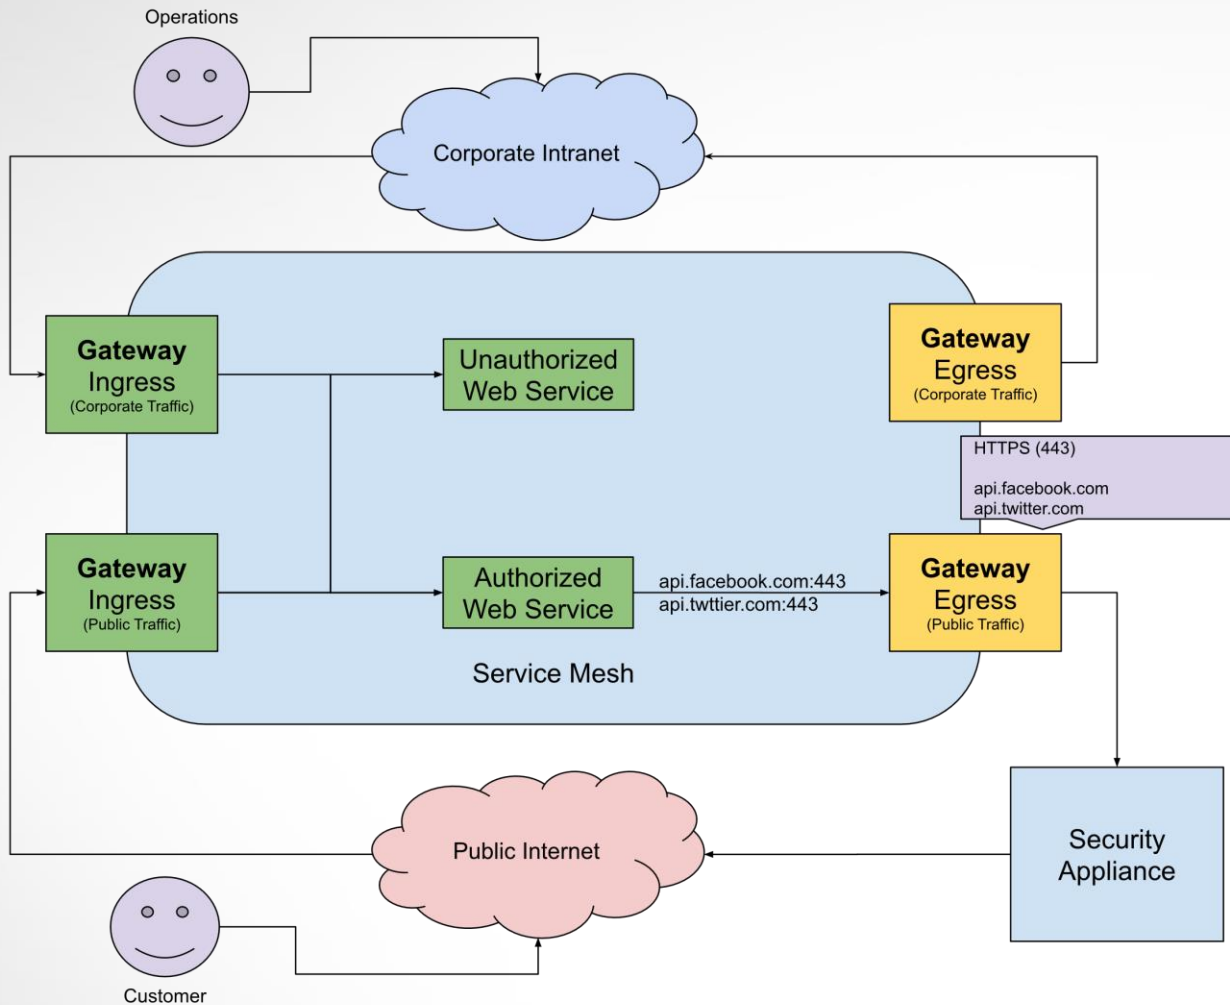 Operations
Corporate Intranet
Gateway
Ingress
(Corporate Traffic)
Unauthorized
Web Service
Gateway
Egress
(Corporate Traffic)
HTTPS (443)
api.facebook.com
api.twitter.com
Gateway
Ingress
(Public Traffic)
Authorized
Web Service
api.facebook.com:443
api.twttier.com:443
Gateway
Egress
(Public Traffic)
Service Mesh
Public Internet
Security
Appliance
Customer